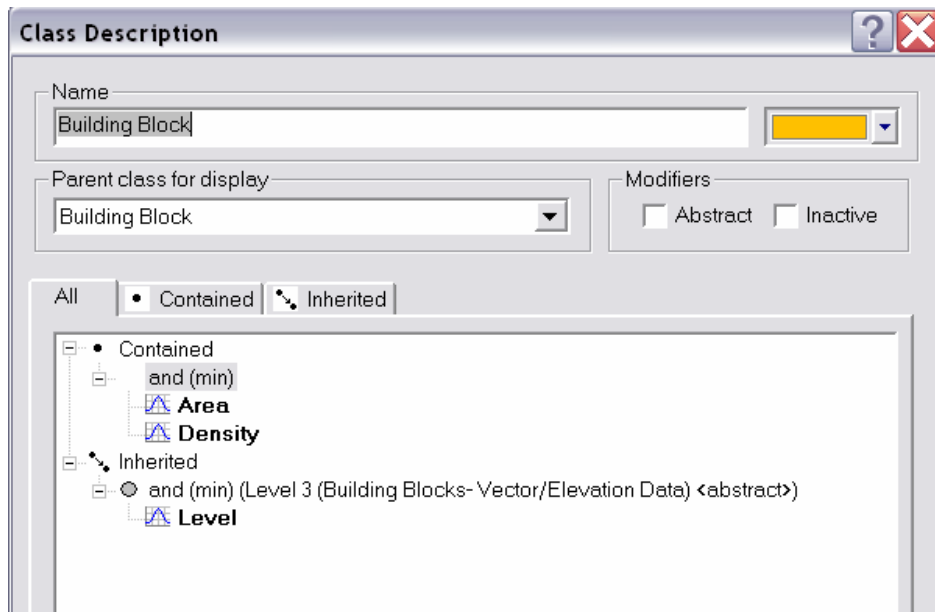 Class Description
Name
Building Block
Parent class for display
Building Block
Modifiers
Abstract
Inactive
All
Contained
Inherited
Contained
and (min)
Area
Density
Inherited
and (min) (Level 3 (Building Blocks- Vector/Elevation Data) <abstract>)
Level